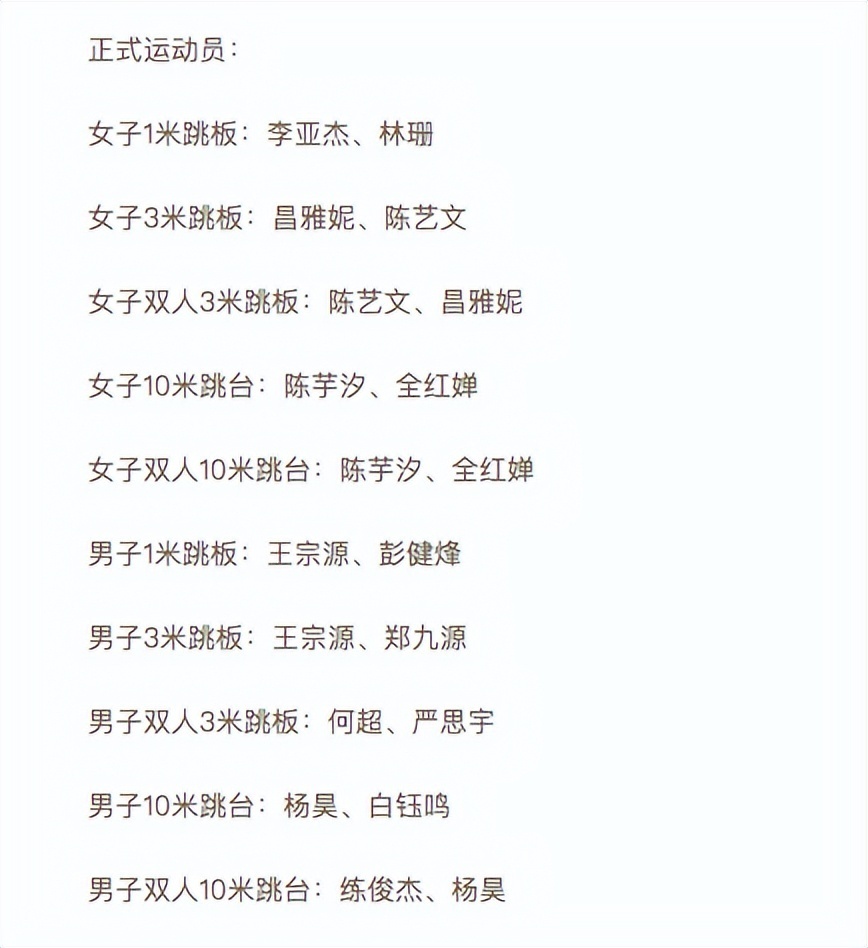 正式运动员：
女子1米跳板：李亚杰、林珊
女子3米跳板：昌雅妮、陈艺文
女子双人3米跳板：陈艺文、昌雅妮
女子10米跳台：陈芋汐、全红婵
女子双人10米跳台：陈芋汐、全红婵
男子1米跳板：王宗源、彭健烽
男子3米跳板：王宗源、郑九源
男子双人3米跳板：何超、严思宇
男子10米跳台：杨昊、白钰鸣
男子双人10米跳台：练俊杰、杨昊